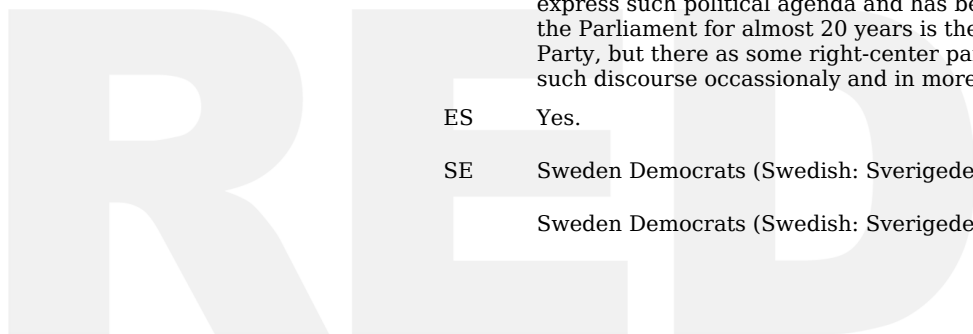 express such political agenda and has be
the Parliament for almost 20 years is the
Party, but there as some right-center pa
such discourse occassionaly and in more
ES Yes.
SE Sweden Democrats (Swedish: Sverigede
Sweden Democrats (Swedish: Sverigede
RED